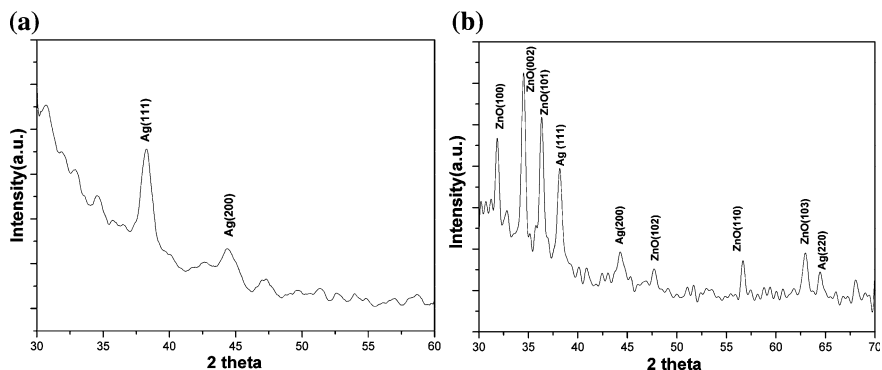 (a)
Intensity(a.u.)
Ag(111)
Ag(200)
30 35 40 45 50 55 60
2 theta
(b)
Intensity(a.u.)
ZnO(100)
ZnO(002)
ZnO(101)
Ag (111)
Ag(200)
ZnO(102)
ZnO(110)
ZnO(103)
Ag(220)
30 35 40 45 50 55 60 65 70
2 theta